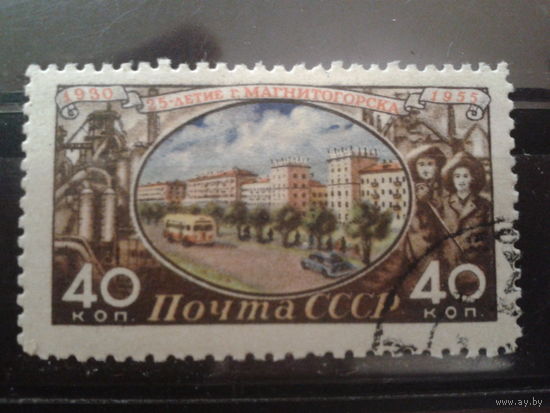 1930 25-ЛЕТИЕ Г. МАГНИТОГОРСКА 1955
40 КОП. Почта СССР 40 КОП.
www.ay.by